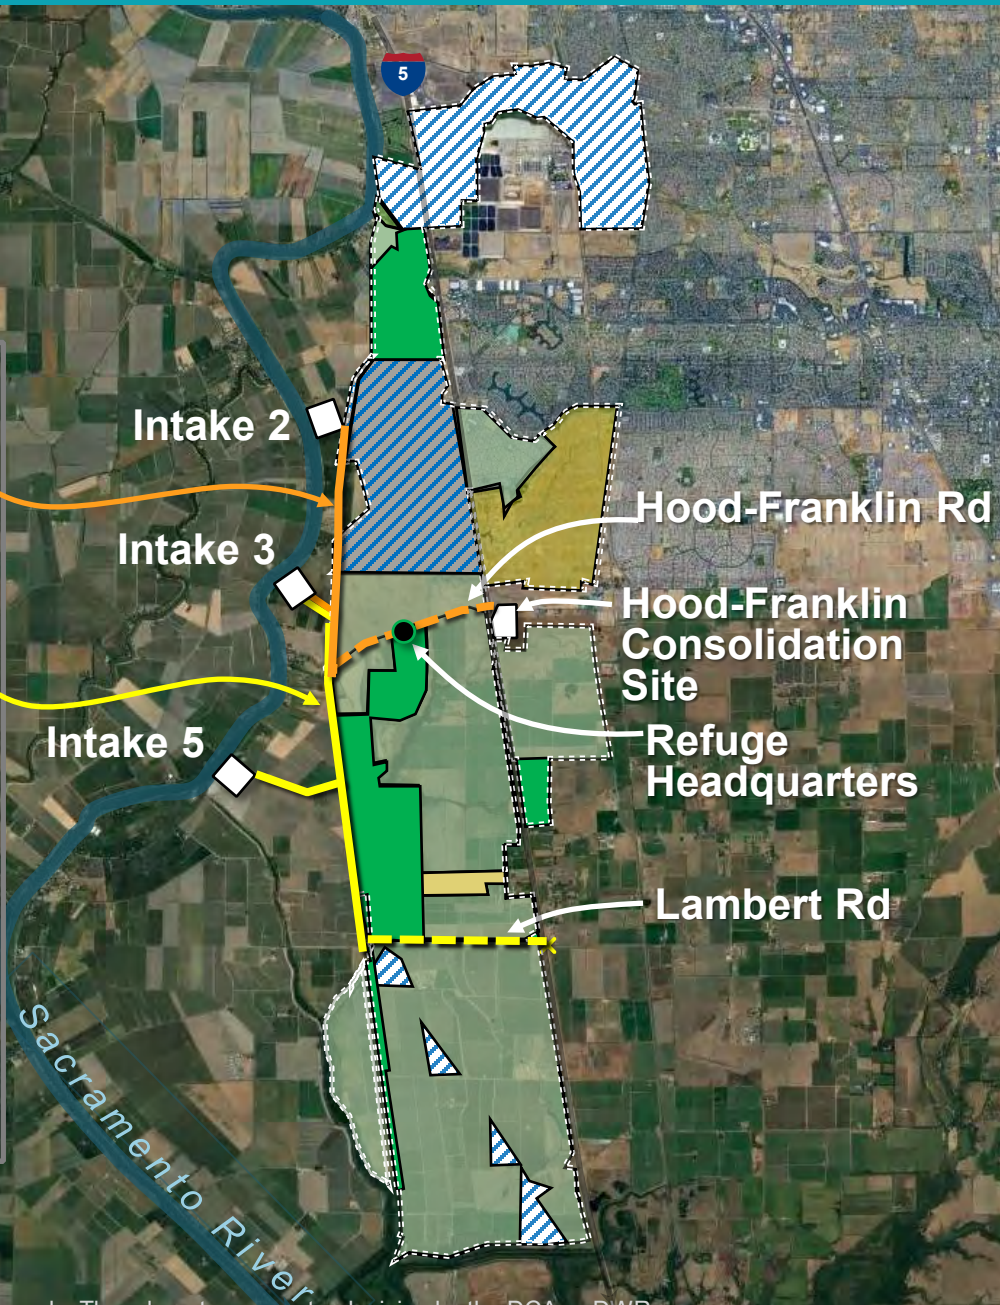 5
Intake 2
Hood-Franklin Rd
Intake 3
Hood-Franklin
Consolidation
Site
Refuge
Headquarters
Intake 5
Lambert Rd
Sacramento River